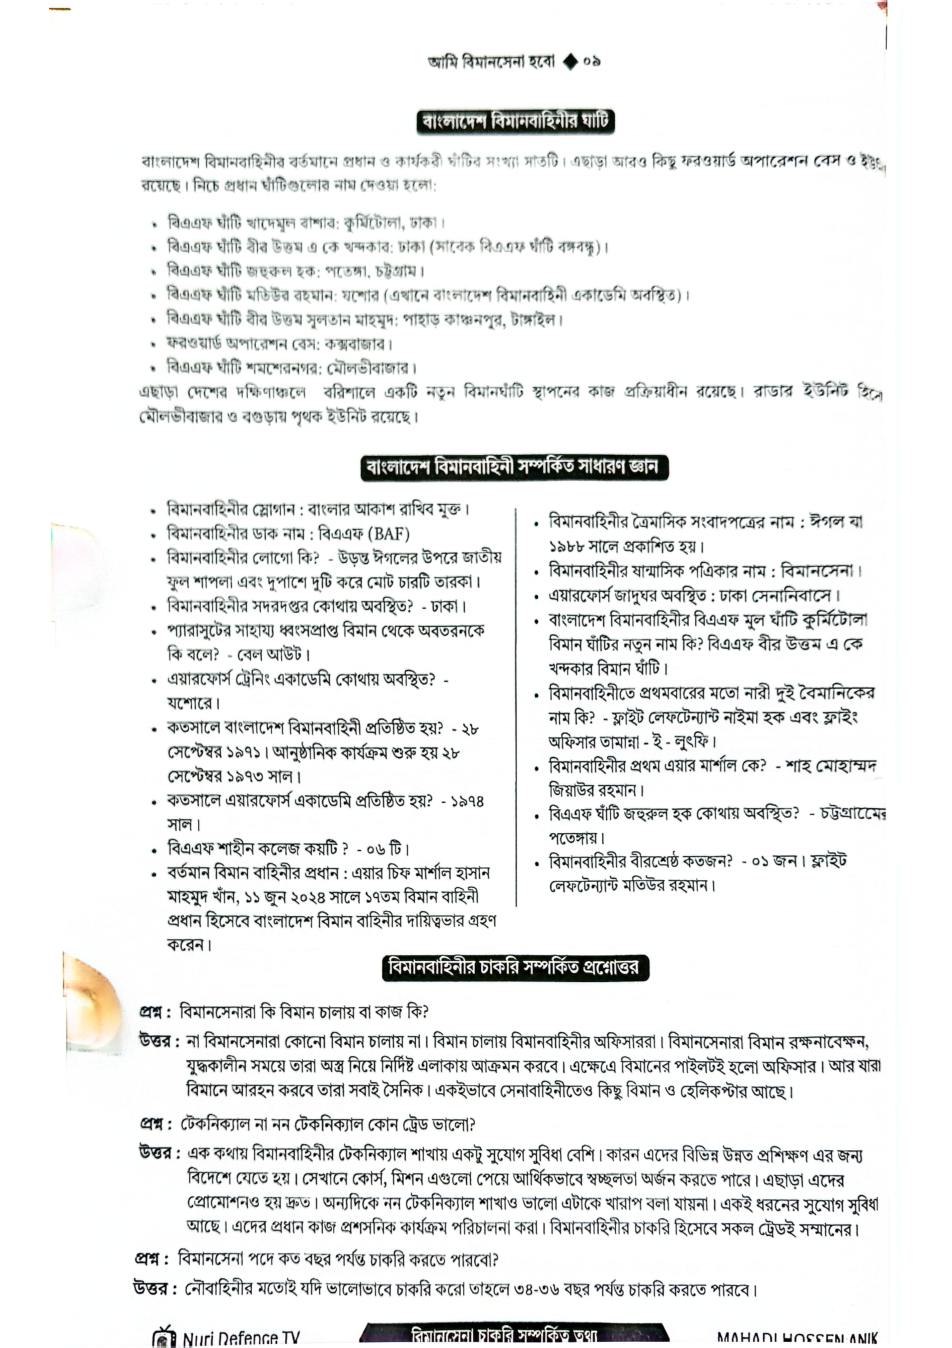 আমি বিমানসেনা হবো ◆ ০৯
বাংলাদেশ বিমানবাহিনীর ঘাটি
বাংলাদেশ বিমানবাহিনীর বর্তমানে প্রধান ও কার্যকরী ঘাঁটির সংখ্যা সাতটি। এছাড়া আরও কিছু ফরওয়ার্ড অপারেশন বেস ও
রয়েছে। নিচে প্রধান ঘাঁটিগুলোর নাম দেওয়া হলো:
• বিএএফ ঘাঁটি খাদেমুল বাশার: কুর্মিটোলা, ঢাকা।
• বিএএফ ঘাঁটি বীর উত্তম এ কে খন্দকার: ঢাকা (সাবেক বিএএফ ঘাঁটি বঙ্গবন্ধু)।
• বিএএফ ঘাঁটি জহুরুল হক: পতেঙ্গা, চট্টগ্রাম।
• বিএএফ ঘাঁটি মতিউর রহমান: যশোর (এখানে বাংলাদেশ বিমানবাহিনী একাডেমি অবস্থিত)।
• বিএএফ ঘাঁটি বীর উত্তম সুলতান মাহমুদ: পাহাড় কাঞ্চনপুর, টাঙ্গাইল।
• ফরওয়ার্ড অপারেশন বেস: কক্সবাজার।
• বিএএফ ঘাঁটি শমশেরনগর: মৌলভীবাজার।
এছাড়া দেশের দক্ষিণাঞ্চলে বরিশালে একটি নতুন বিমানঘাঁটি স্থাপনের কাজ প্রক্রিয়াধীন রয়েছে। রাডার ইউনিট
মৌলভীবাজার ও বগুড়ায় পৃথক ইউনিট রয়েছে।
বাংলাদেশ বিমানবাহিনী সম্পর্কিত সাধারণ জ্ঞান
• বিমানবাহিনীর স্লোগান : বাংলার আকাশ রাখিব মুক্ত।
• বিমানবাহিনীর ডাক নাম : বিএএফ (BAF)
• বিমানবাহিনীর লোগো কি? - উড়ন্ত ঈগলের উপরে জাতীয়
ফুল শাপলা এবং দুপাশে দুটি করে মোট চারটি তারকা।
• বিমানবাহিনীর সদরদপ্তর কোথায় অবস্থিত? - ঢাকা।
• প্যারাসুটের সাহায্য ধ্বংসপ্রাপ্ত বিমান থেকে অবতরনকে
কি বলে? - বেল আউট।
• এয়ারফোর্স ট্রেনিং একাডেমি কোথায় অবস্থিত? -
যশোরে।
• কতসালে বাংলাদেশ বিমানবাহিনী প্রতিষ্ঠিত হয়? - ২৮
সেপ্টেম্বর ১৯৭১। আনুষ্ঠানিক কার্যক্রম শুরু হয় ২৮
সেপ্টেম্বর ১৯৭৩ সাল।
• কতসালে এয়ারফোর্স একাডেমি প্রতিষ্ঠিত হয়? - ১৯৭৪
সাল।
• বিএএফ শাহীন কলেজ কয়টি ? - ০৬ টি।
• বর্তমান বিমান বাহিনীর প্রধান : এয়ার চিফ মার্শাল হাসান
মাহমুদ খাঁন, ১১ জুন ২০২৪ সালে ১৭তম বিমান বাহিনী
প্রধান হিসেবে বাংলাদেশ বিমান বাহিনীর দায়িত্বভার গ্রহণ
করেন।
• বিমানবাহিনীর ত্রৈমাসিক সংবাদপত্রের নাম : ঈগল যা
১৯৮৮ সালে প্রকাশিত হয়।
• বিমানবাহিনীর ষান্মাসিক পত্রিকার নাম : বিমানসেনা।
• এয়ারফোর্স জাদুঘর অবস্থিত : ঢাকা সেনানিবাসে।
• বাংলাদেশ বিমানবাহিনীর বিএএফ মূল ঘাঁটি কুর্মিটোলা
বিমান ঘাঁটির নতুন নাম কি? বিএএফ বীর উত্তম এ কে
খন্দকার বিমান ঘাঁটি।
• বিমানবাহিনীতে প্রথমবারের মতো নারী দুই বৈমানিকের
নাম কি? - ফ্লাইট লেফটেন্যান্ট নাইমা হক এবং ফ্লাইং
অফিসার তামান্না - ই - লুৎফি।
• বিমানবাহিনীর প্রথম এয়ার মার্শাল কে? - শাহ মোহাম্মদ
জিয়াউর রহমান।
• বিএএফ ঘাঁটি জহুরুল হক কোথায় অবস্থিত? - চট্টগ্রামের
পতেঙ্গায়।
• বিমানবাহিনীর বীরশ্রেষ্ঠ কতজন? - ০১ জন। ফ্লাইট
লেফটেন্যান্ট মতিউর রহমান।
বিমানবাহিনীর চাকরি সম্পর্কিত প্রশ্নোত্তর
প্রশ্ন : বিমানসেনারা কি বিমান চালায় বা কাজ কি?
উত্তর : না বিমানসেনারা কোনো বিমান চালায় না। বিমান চালায় বিমানবাহিনীর অফিসাররা। বিমানসেনারা বিমান রক্ষনাবেক্ষন,
যুদ্ধকালীন সময়ে তারা অস্ত্র নিয়ে নির্দিষ্ট এলাকায় আক্রমন করবে। এক্ষেএে বিমানের পাইলটই হলো অফিসার। আর যারা
বিমানে আরহন করবে তারা সবাই সৈনিক। একইভাবে সেনাবাহিনীতেও কিছু বিমান ও হেলিকপ্টার আছে।
প্রশ্ন : টেকনিক্যাল না নন টেকনিক্যাল কোন ট্রেড ভালো?
উত্তর : এক কথায় বিমানবাহিনীর টেকনিক্যাল শাখায় একটু সুযোগ সুবিধা বেশি। কারন এদের বিভিন্ন উন্নত প্রশিক্ষণ এর জন্য
বিদেশে যেতে হয়। সেখানে কোর্স, মিশন এগুলো পেয়ে আর্থিকভাবে স্বচ্ছলতা অর্জন করতে পারে। এছাড়া এদের
প্রোমোশনও হয় দ্রুত। অন্যদিকে নন টেকনিক্যাল শাখাও ভালো এটাকে খারাপ বলা যায়না। একই ধরনের সুযোগ সুবিধা
আছে। এদের প্রধান কাজ প্রশসনিক কার্যক্রম পরিচালনা করা। বিমানবাহিনীর চাকরি হিসেবে সকল ট্রেডই সম্মানের।
প্রশ্ন : বিমানসেনা পদে কত বছর পর্যন্ত চাকরি করতে পারবো?
উত্তর : নৌবাহিনীর মতোই যদি ভালোভাবে চাকরি করো তাহলে ৩৪-৩৬ বছর পর্যন্ত চাকরি করতে পারবে।
Nuri Defence TV বিমানসেনা চাকরি সম্পর্কিত তথ্য MAHADI HOSSEN ANIK